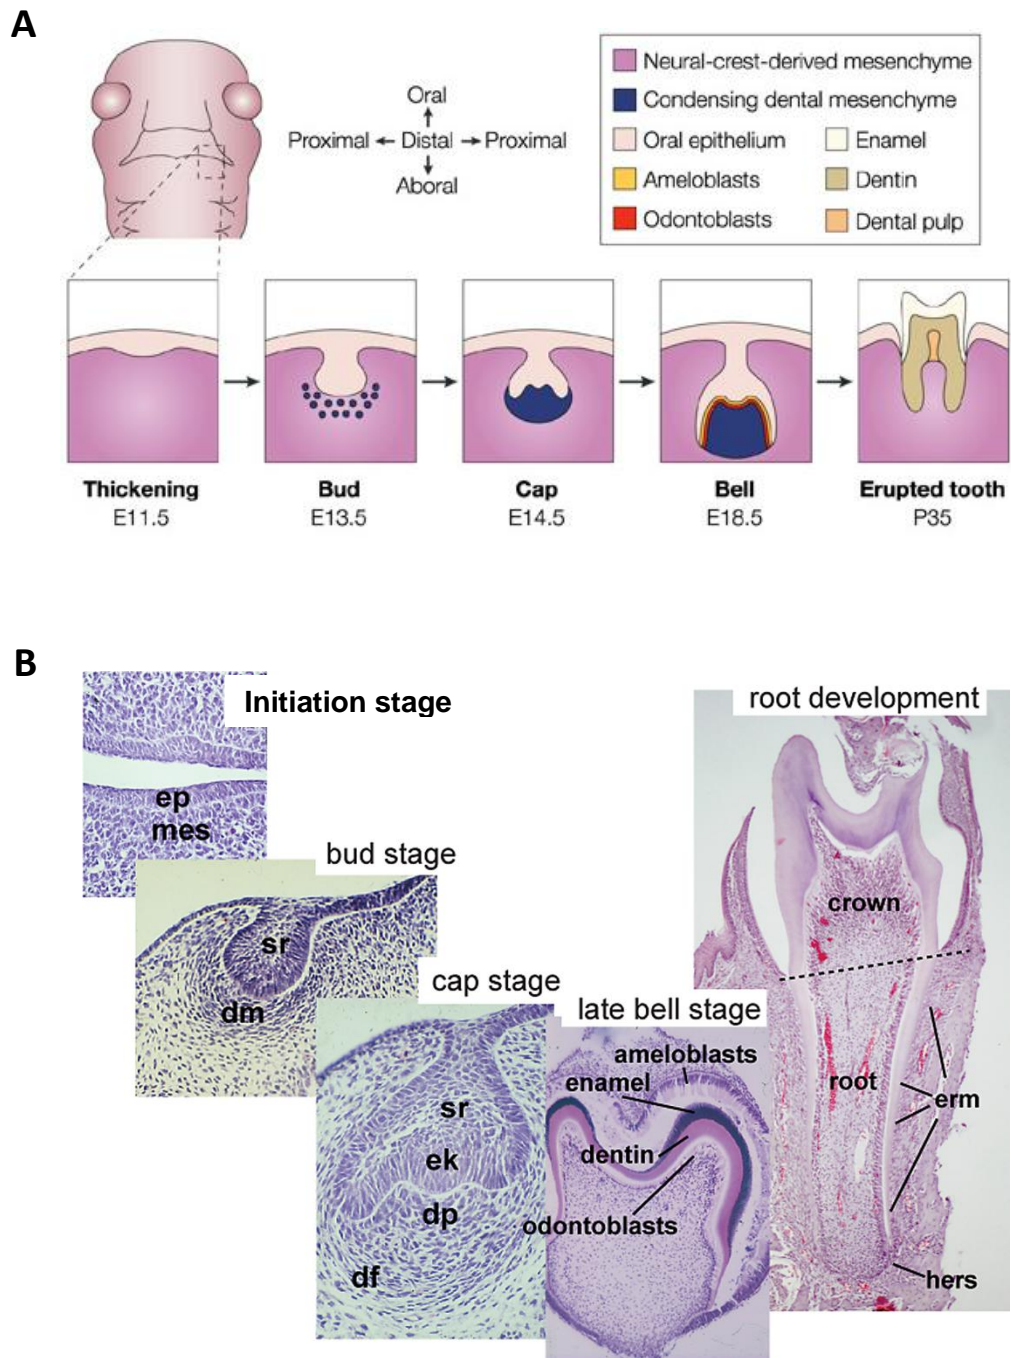 A
Oral
Proximal Distal Proximal
Aboral
Neural-crest-derived mesenchyme
Condensing dental mesenchyme
Oral epithelium
Enamel
Ameloblasts
Dentin
Odontoblasts
Dental pulp
Thickening
E11.5
Bud
E13.5
Cap
E14.5
Bell
E18.5
Erupted tooth
P35
B
Initiation stage
ep
mes
bud stage
sr
dm
cap stage
sr
ek
dp
df
late bell stage
ameloblasts
enamel
dentin
odontoblasts
root development
crown
root
erm
hers